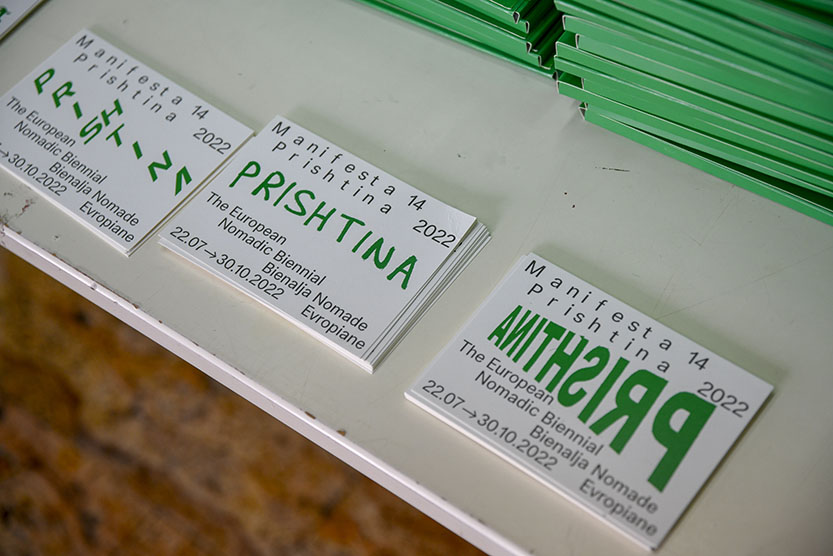 Manifesta 14
Prishtina 2022
PRISHTINA
The European
Nomadic Biennial
Bienalja Nomade
→30.10.2022 Evropiane
Manifesta 14
Prishtina 2022
PRISHTINA
The European
Nomadic Biennial
Bienalja Nomade
22.07→30.10.2022 Evropiane
Manifesta 14
Prishtina 2022
PRISHTINA
The European
Nomadic Biennial
Bienalja Nomade
22.07→30.10.2022 Evropiane